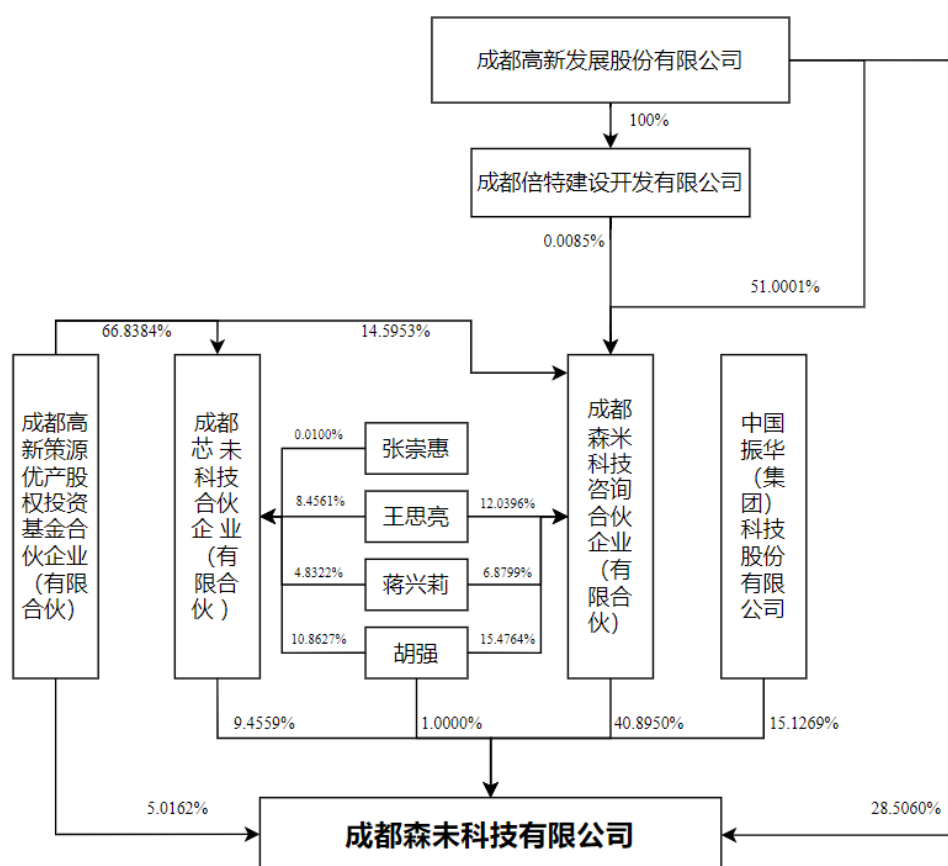 成都高新发展股份有限公司
100%
成都倍特建设开发有限公司
0.0085%
51.0001%
66.8384%
14.5953%
成都高
新策源
优产股
权投资
基金合
伙企业
（有限
合伙）
成都
芯 未
科技
合伙
企 业
（有
限合
伙 ）
0.0100%
张崇惠
8.4561%
王思亮
12.0396%
4.8322%
蒋兴莉
6.8799%
10.8627%
胡强
15.4764%
成都
森米
科技
咨询
合伙
企业
（有
限合
伙）
中国
振华
（集
团）
科技
股份
有限
公司
9.4559%
1.0000%
40.8950%
15.1269%
5.0162%
成都森未科技有限公司
28.5060%